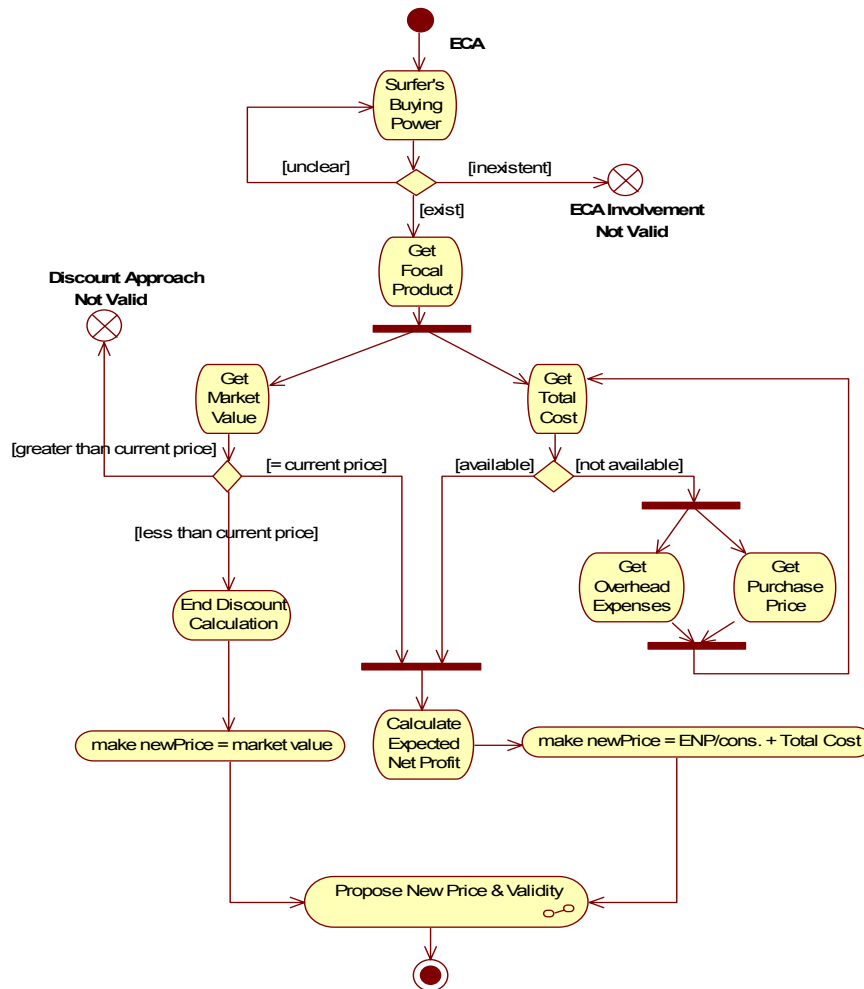 ECA
Surfer's
Buying
Power
[unclear]
[inexistent]
[exist]
ECA Involvement
Not Valid
Get
Focal
Product
Discount Approach
Not Valid
Get
Market
Value
Get
Total
Cost
[greater than current price]
[= current price]
[available]
[not available]
[less than current price]
Get
Overhead
Expenses
Get
Purchase
Price
End Discount
Calculation
Calculate
Expected
Net Profit
make newPrice = market value
make newPrice = ENP/cons. + Total Cost
Propose New Price & Validity